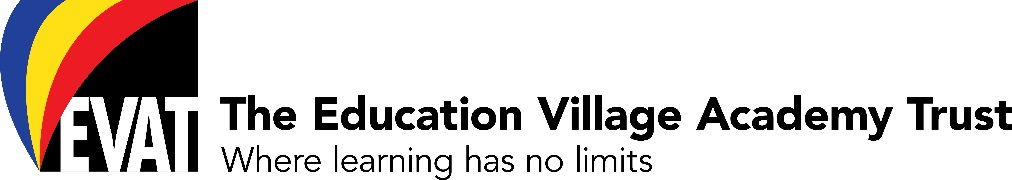 EVAT
The Education Village Academy Trust
Where learning has no limits